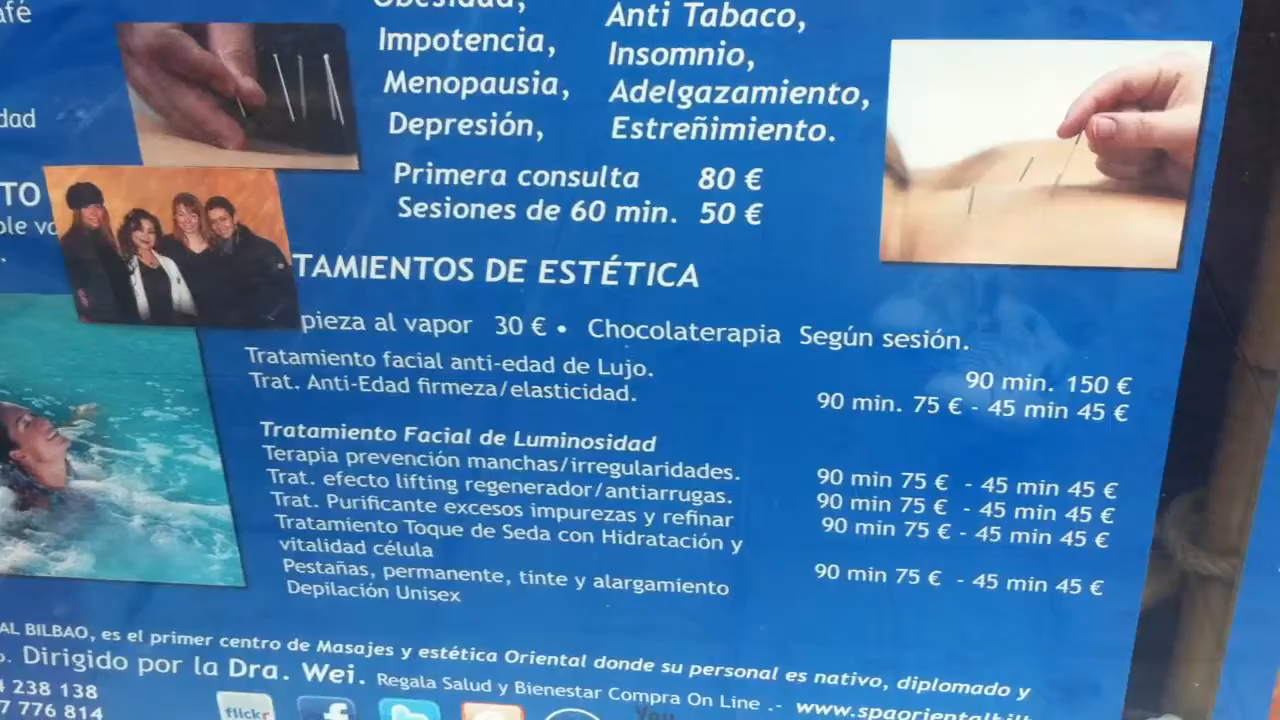 afé
Obesidad,
Anti Tabaco,
Impotencia,
Insomnio,
Menopausia,
Adelgazamiento,
dad
Depresión,
Estreñimiento.
Primera consulta 80 €
TO
Sesiones de 60 min. 50 €
TAMIENTOS DE ESTÉTICA
pieza al vapor 30 € • Chocolaterapia Según sesión.
Tratamiento facial anti-edad de Lujo. 90 min. 150 €
Trat. Anti-Edad firmeza/elasticidad. 90 min. 75 € - 45 min 45 €
Tratamiento Facial de Luminosidad
Terapia prevención manchas/irregularidades. 90 min 75 € - 45 min 45 €
Trat. efecto lifting regenerador/antiarrugas. 90 min 75 € - 45 min 45 €
Trat. Purificante excesos impurezas y refinar 90 min 75 € - 45 min 45 €
Tratamiento Toque de Seda con Hidratación y
vitalidad célula 90 min 75 € - 45 min 45 €
Pestañas, permanente, tinte y alargamiento
Depilación Unisex
AL BILBAO, es el primer centro de Masajes y estética Oriental donde su personal es nativo, diplomado y
. Dirigido por la Dra. Wei. Regala Salud y Bienestar Compra On Line .- www.spaorientalbil
4 238 138
7 776 814
flickr
You